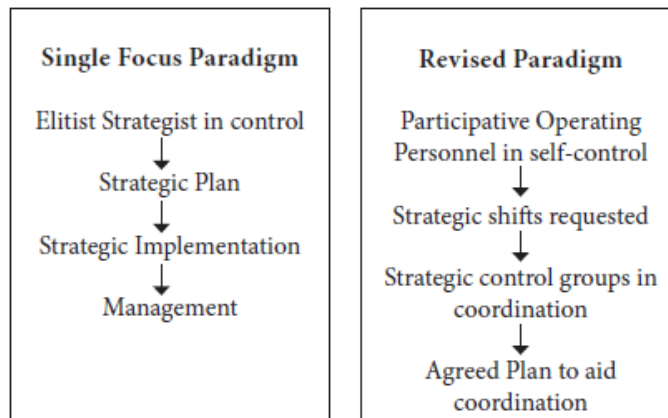 Single Focus Paradigm
Elitist Strategist in control
Strategic Plan
Strategic Implementation
Management
Revised Paradigm
Participative Operating
Personnel in self-control
Strategic shifts requested
Strategic control groups in
coordination
Agreed Plan to aid
coordination